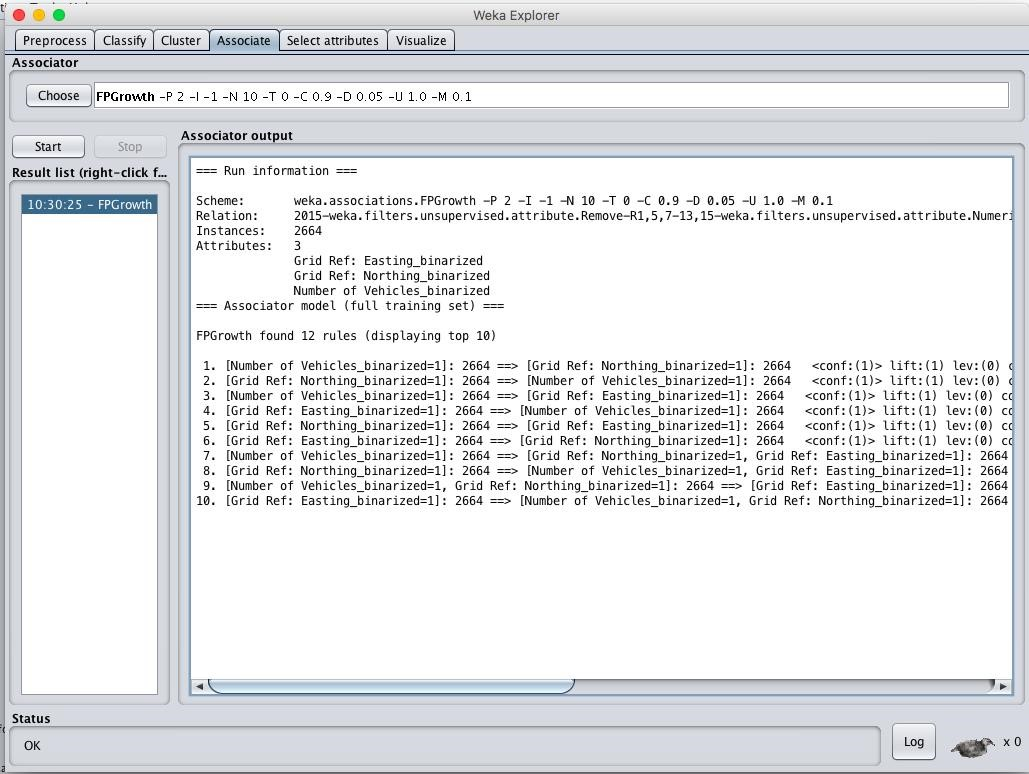 Weka Explorer
Preprocess Classify Cluster Associate Select attributes Visualize
Associator
Choose FPGrowth -P 2 -I -1 -N 10 -T 0 -C 0.9 -D 0.05 -U 1.0 -M 0.1
Start Stop
Result list (right-click f...
10:30:25 - FPGrowth
Associator output
=== Run information ===
Scheme: weka.associations.FPGrowth -P 2 -I -1 -N 10 -T 0 -C 0.9 -D 0.05 -U 1.0 -M 0.1
Relation: 2015-weka.filters.unsupervised.attribute.Remove-R1,5,7-13,15-weka.filters.unsupervised.attribute.Numeri
Instances: 2664
Attributes: 3
Grid Ref: Easting_binarized
Grid Ref: Northing_binarized
Number of Vehicles_binarized
=== Associator model (full training set) ===
FPGrowth found 12 rules (displaying top 10)
1. [Number of Vehicles_binarized=1]: 2664 ==> [Grid Ref: Northing_binarized=1]: 2664 <conf:(1)> lift:(1) lev:(0) c
2. [Grid Ref: Northing_binarized=1]: 2664 ==> [Number of Vehicles_binarized=1]: 2664 <conf:(1)> lift:(1) lev:(0) c
3. [Number of Vehicles_binarized=1]: 2664 ==> [Grid Ref: Easting_binarized=1]: 2664 <conf:(1)> lift:(1) lev:(0) co
4. [Grid Ref: Easting_binarized=1]: 2664 ==> [Number of Vehicles_binarized=1]: 2664 <conf:(1)> lift:(1) lev:(0) co
5. [Grid Ref: Northing_binarized=1]: 2664 ==> [Grid Ref: Easting_binarized=1]: 2664 <conf:(1)> lift:(1) lev:(0) co
6. [Grid Ref: Easting_binarized=1]: 2664 ==> [Grid Ref: Northing_binarized=1]: 2664 <conf:(1)> lift:(1) lev:(0) co
7. [Number of Vehicles_binarized=1]: 2664 ==> [Grid Ref: Northing_binarized=1, Grid Ref: Easting_binarized=1]: 2664
8. [Grid Ref: Northing_binarized=1]: 2664 ==> [Number of Vehicles_binarized=1, Grid Ref: Easting_binarized=1]: 2664
9. [Number of Vehicles_binarized=1, Grid Ref: Northing_binarized=1]: 2664 ==> [Grid Ref: Easting_binarized=1]: 2664
10. [Grid Ref: Easting_binarized=1]: 2664 ==> [Number of Vehicles_binarized=1, Grid Ref: Northing_binarized=1]: 2664
Status
OK
Log
x 0